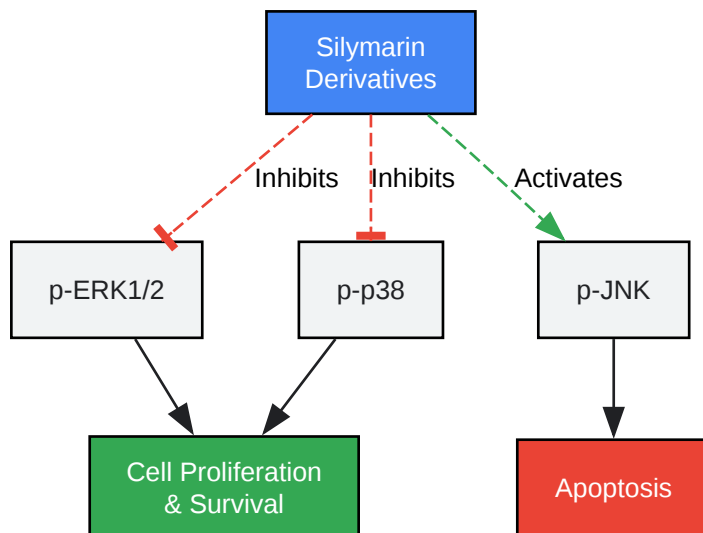 Silymarin
Derivatives
Inhibits
Inhibits
Activates
p-ERK1/2
p-p38
p-JNK
Cell Proliferation
& Survival
Apoptosis